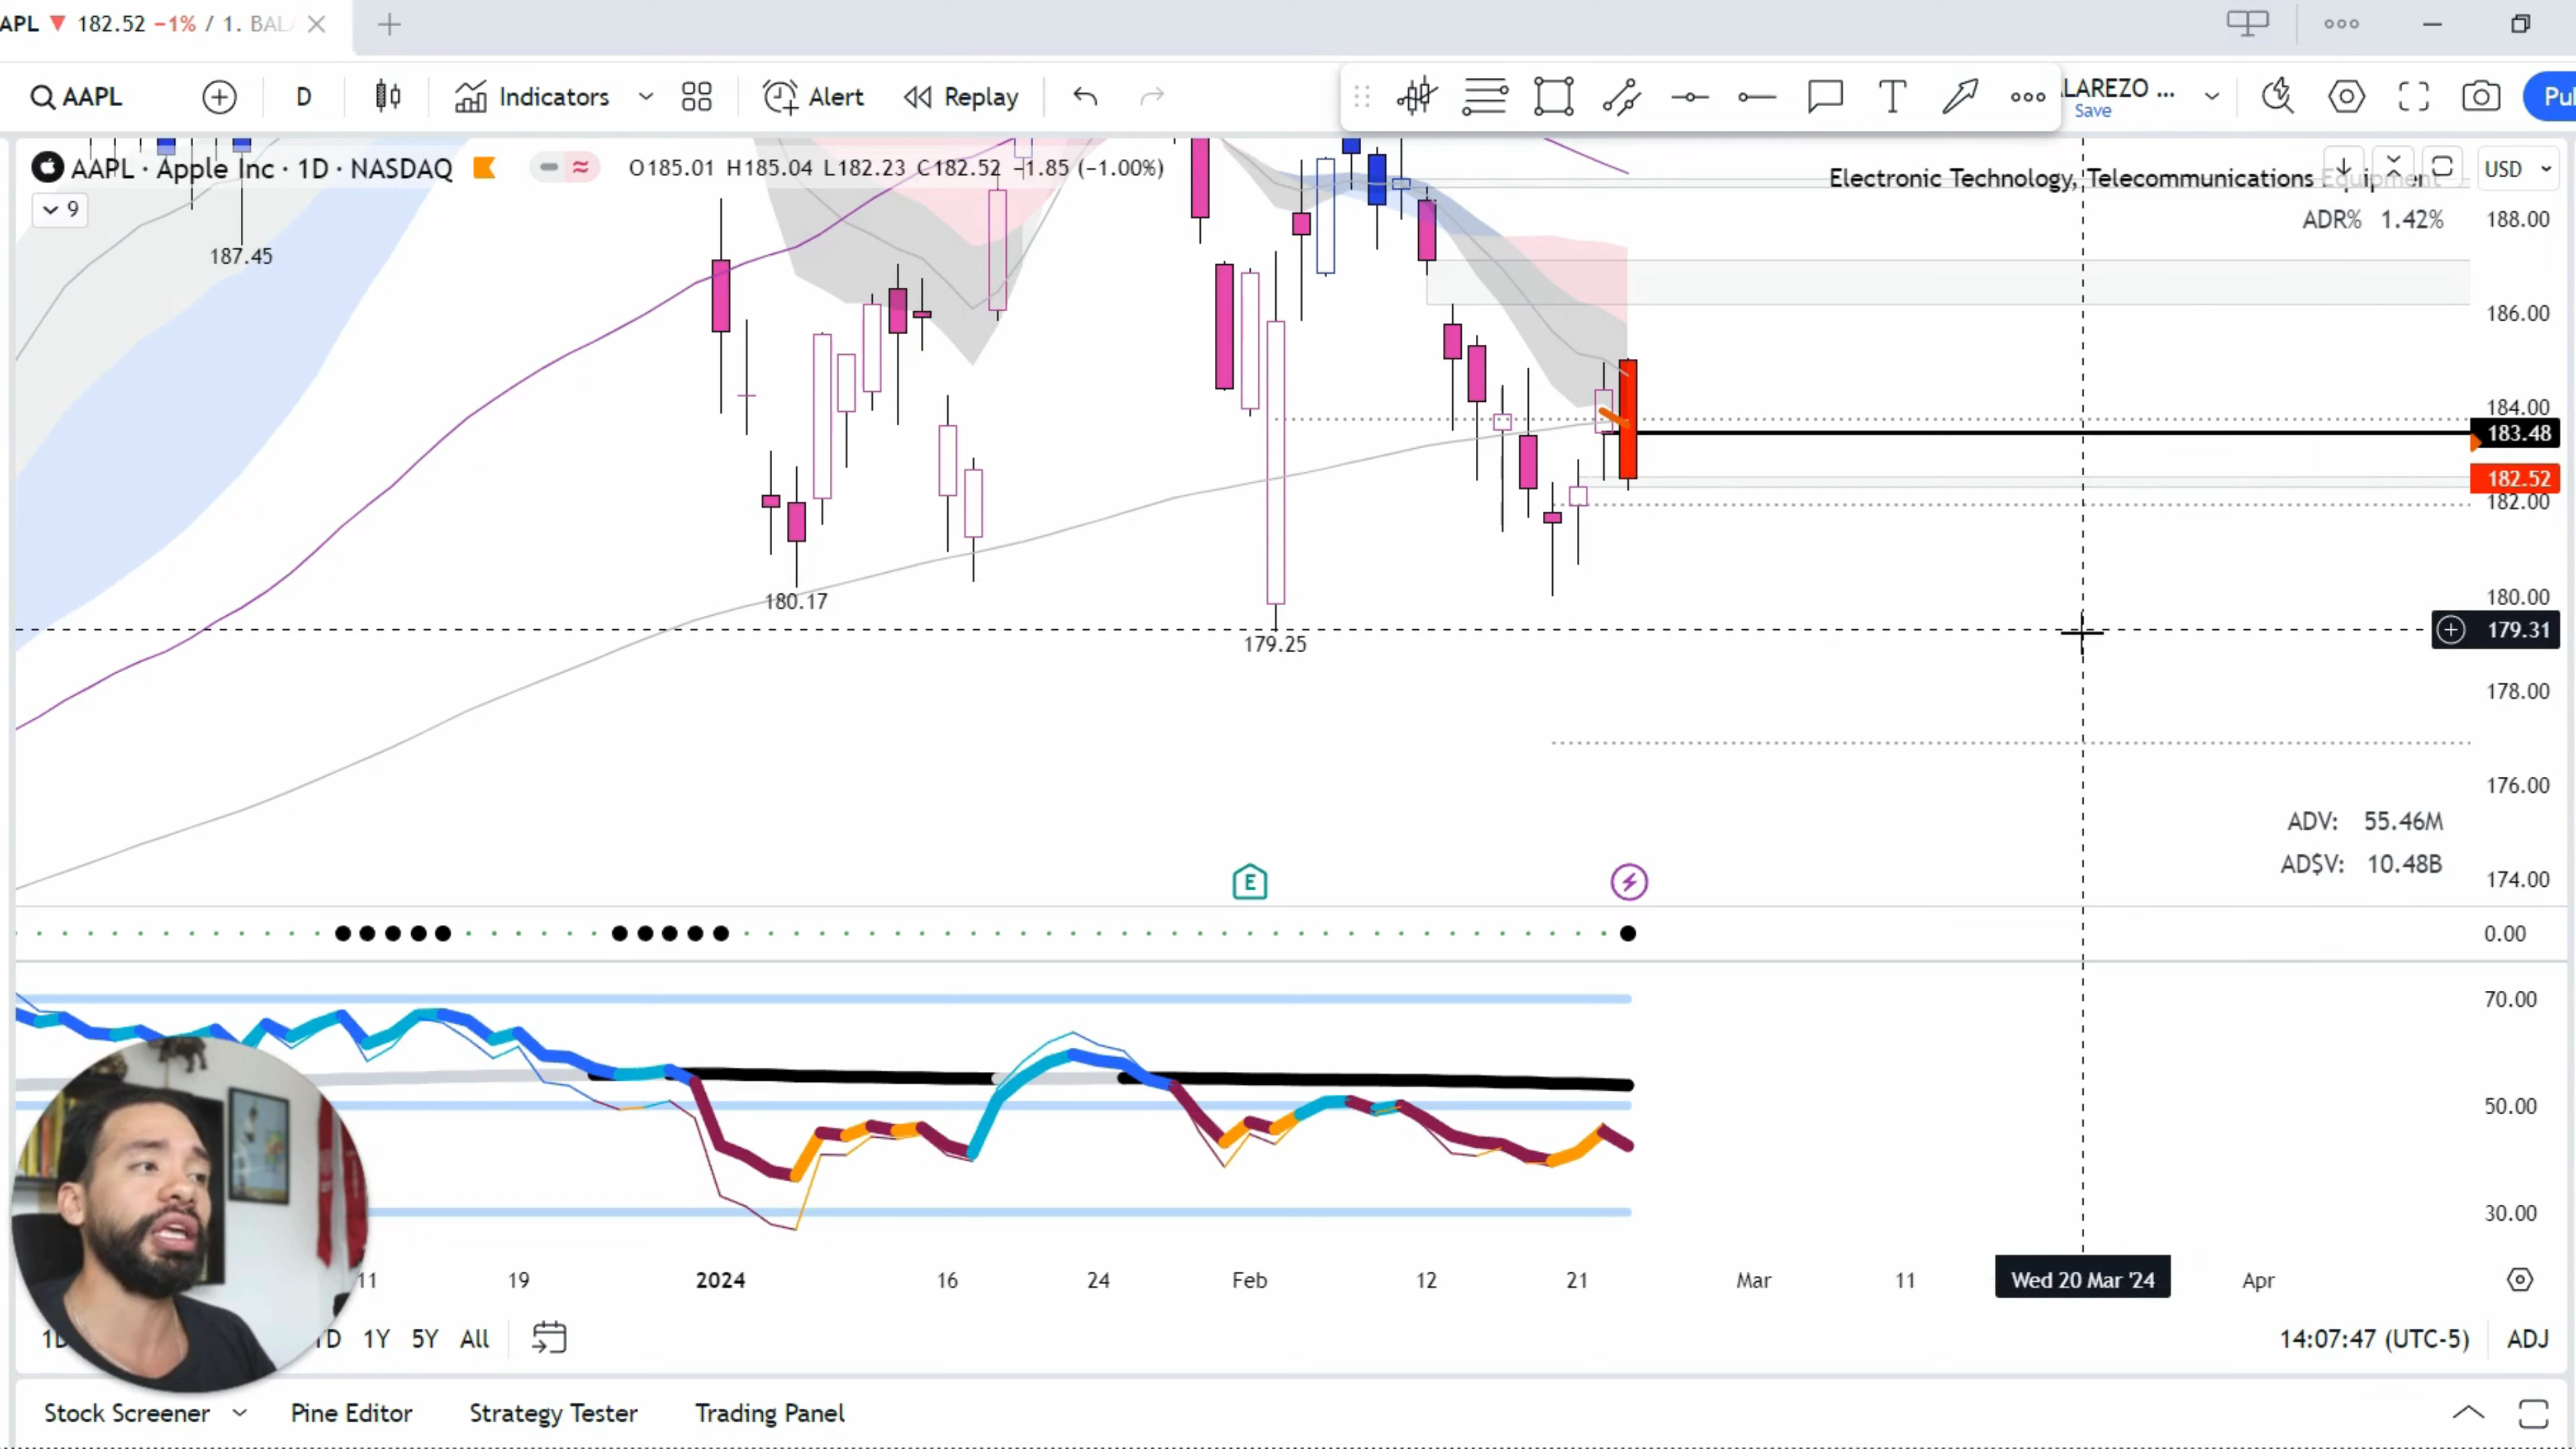 APL 182.52 −1% / 1. BAL
AAPL D Indicators Alert Replay LAREZO ... Pul
Save
AAPL · Apple Inc · 1D · NASDAQ O185.01 H185.04 L182.23 C182.52 −1.85 (−1.00%) Electronic Technology, Telecommunications Equipment USD
9
ADR% 1.42% 188.00
187.45
186.00
184.00
183.48
182.52
182.00
180.00
180.17
179.31
179.25
178.00
176.00
ADV: 55.46M
AD$V: 10.48B
174.00
E
0.00
70.00
50.00
30.00
11 19 2024 16 24 Feb 12 21 Mar 11 Wed 20 Mar '24 Apr
1D TD 1Y 5Y All 14:07:47 (UTC-5) ADJ
Stock Screener Pine Editor Strategy Tester Trading Panel